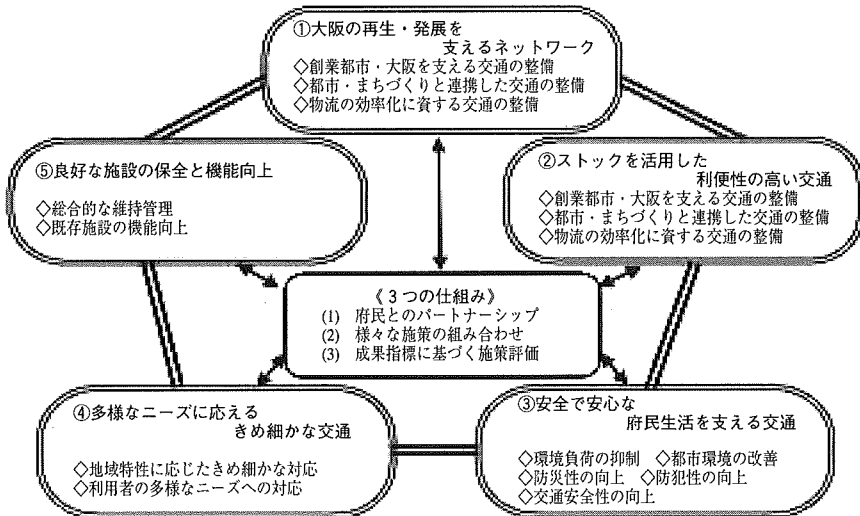 ①大阪の再生・発展を
支えるネットワーク
◇創業都市・大阪を支える交通の整備
◇都市・まちづくりと連携した交通の整備
◇物流の効率化に資する交通の整備
②ストックを活用した
利便性の高い交通
◇創業都市・大阪を支える交通の整備
◇都市・まちづくりと連携した交通の整備
◇物流の効率化に資する交通の整備
③安全で安心な
府民生活を支える交通
◇環境負荷の抑制 ◇都市環境の改善
◇防災性の向上 ◇防犯性の向上
◇交通安全性の向上
④多様なニーズに応える
きめ細かな交通
◇地域特性に応じたきめ細かな対応
◇利用者の多様なニーズへの対応
⑤良好な施設の保全と機能向上
◇総合的な維持管理
◇既存施設の機能向上
《3つの仕組み》
(1) 府民とのパートナーシップ
(2) 様々な施策の組み合わせ
(3) 成果指標に基づく施策評価